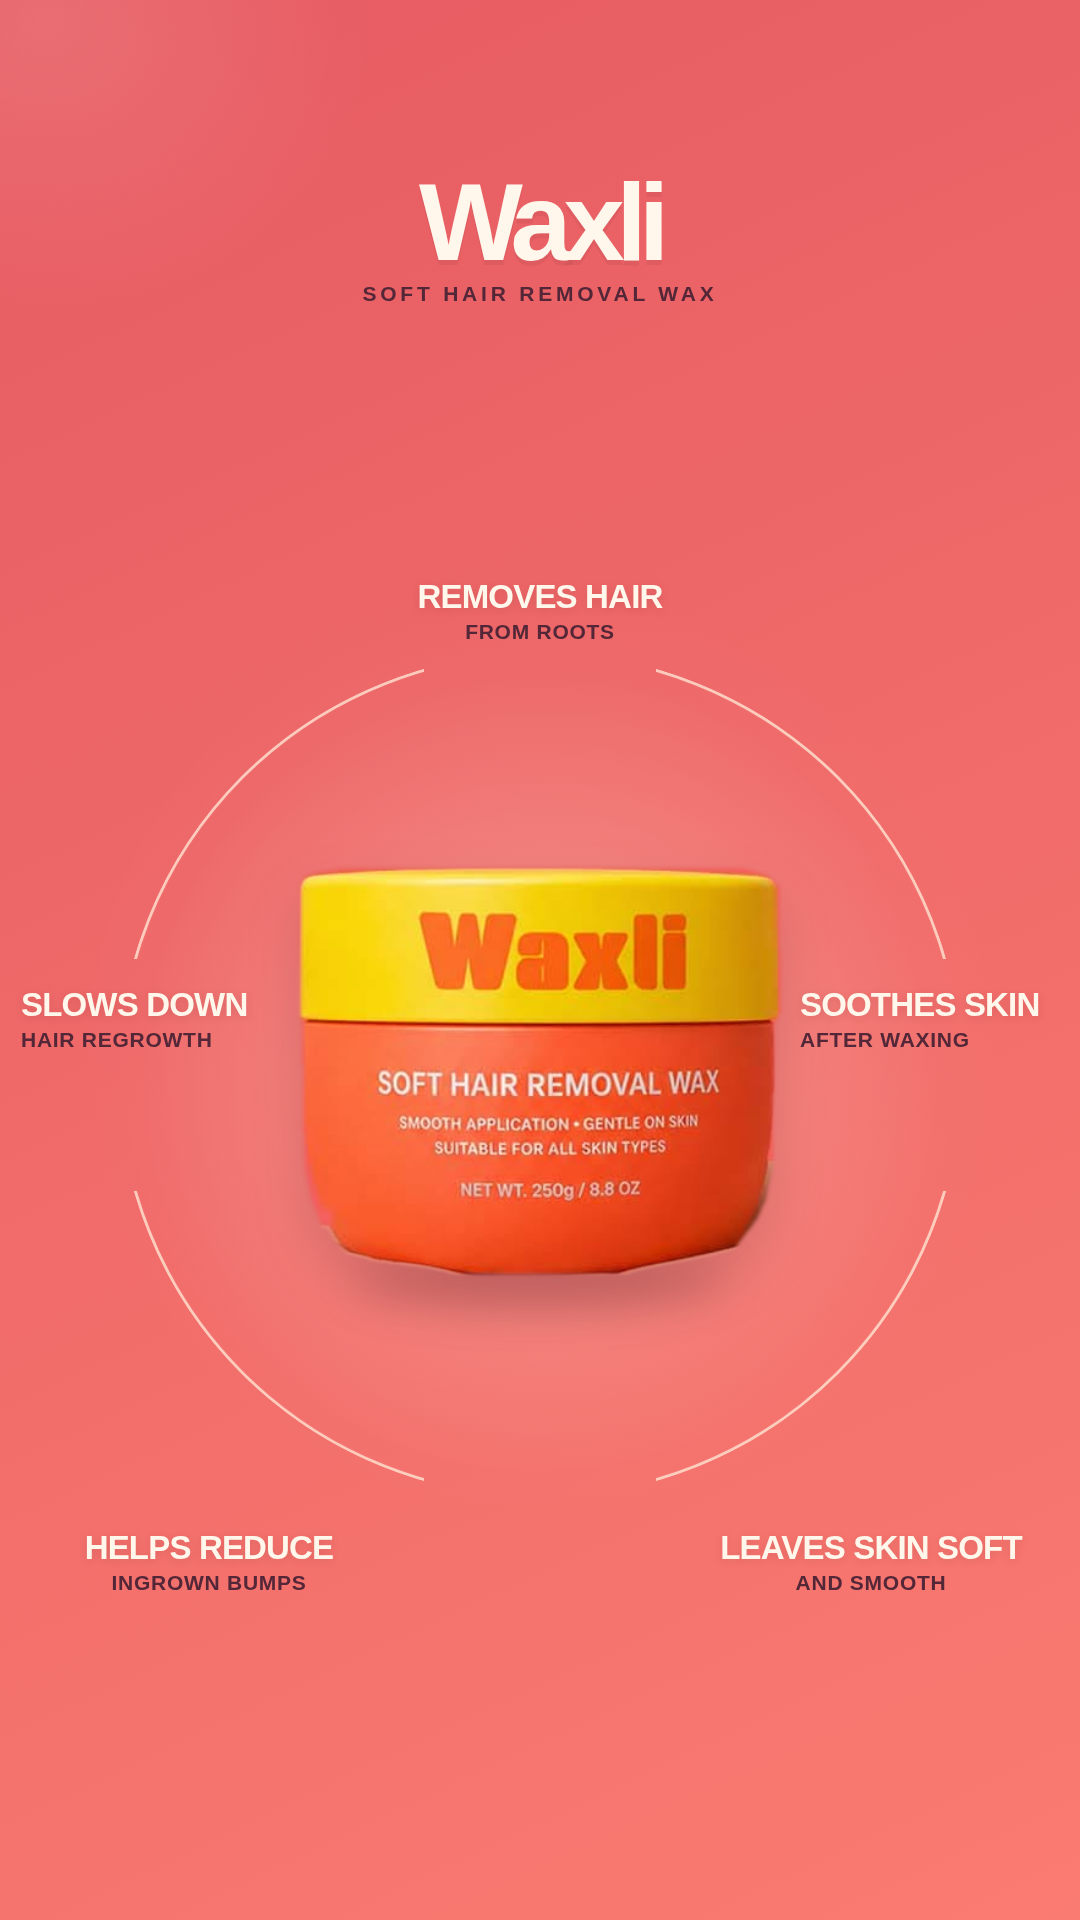 Waxli
SOFT HAIR REMOVAL WAX
REMOVES HAIR
FROM ROOTS
SLOWS DOWN
HAIR REGROWTH
SOOTHES SKIN
AFTER WAXING
Waxli
SOFT HAIR REMOVAL WAX
SMOOTH APPLICATION • GENTLE ON SKIN
SUITABLE FOR ALL SKIN TYPES
NET WT. 250g / 8.8 OZ
HELPS REDUCE
INGROWN BUMPS
LEAVES SKIN SOFT
AND SMOOTH